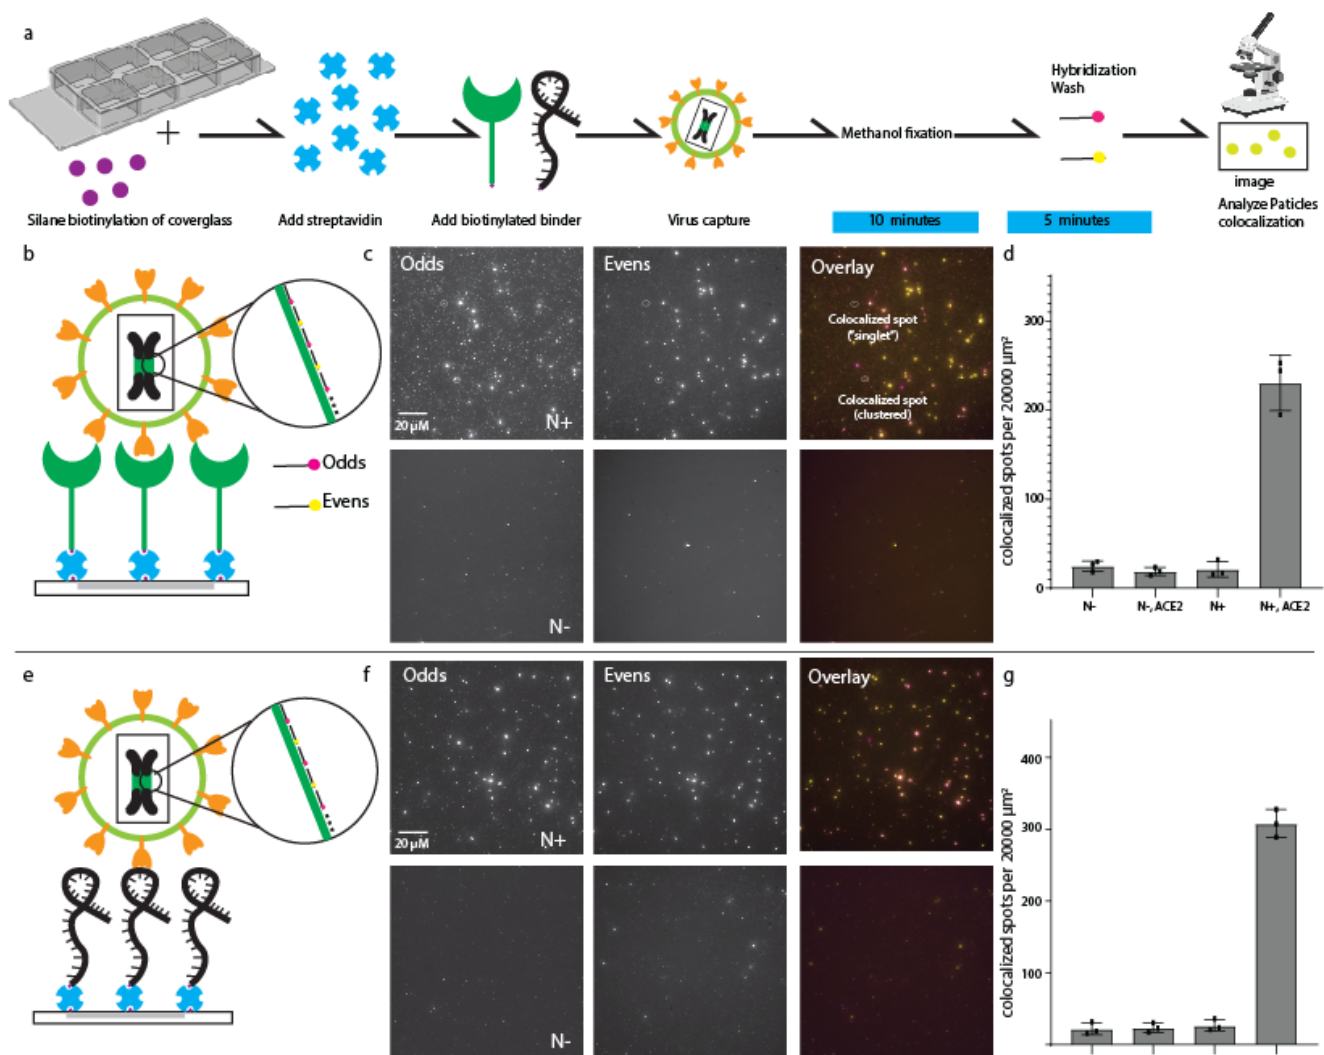 a
Hybridization
Wash
Methanol fixation
image
Silane biotinylation of coverglass
Add streptavidin
Add biotinylated binder
Virus capture
10 minutes
5 minutes
Analyze Paticles
colocalization
b
Odds
Evens
c
Odds
Evens
Overlay
Colocalized spot
("singlet")
Colocalized spot
(clustered)
20 µM
N+
N-
d
colocalized spots per 20000 µm²
300
200
100
0
N-
N-, ACE2
N+
N+, ACE2
e
f
Odds
Evens
Overlay
20 µM
N+
N-
g
colocalized spots per 20000 µm²
400
300
200
100